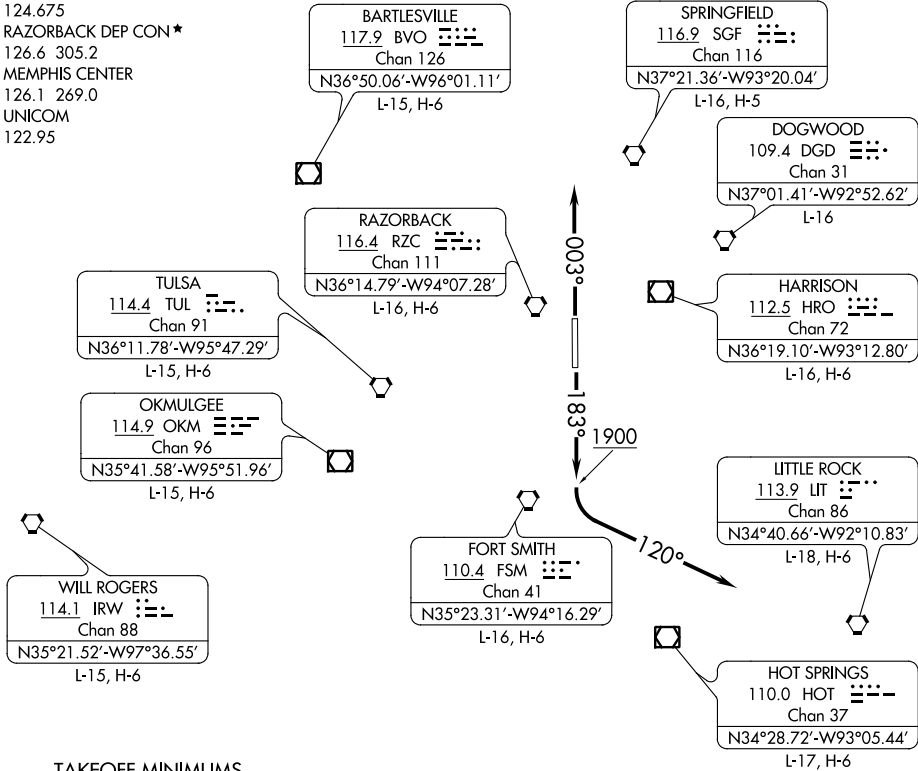 124.675
RAZORBACK DEP CON★
126.6 305.2
MEMPHIS CENTER
126.1 269.0
UNICOM
122.95
BARTLESVILLE
117.9 BVO
Chan 126
N36°50.06′-W96°01.11′
L-15, H-6
SPRINGFIELD
116.9 SGF
Chan 116
N37°21.36′-W93°20.04′
L-16, H-5
DOGWOOD
109.4 DGD
Chan 31
N37°01.41′-W92°52.62′
L-16
RAZORBACK
116.4 RZC
Chan 111
N36°14.79′-W94°07.28′
L-16, H-6
003°
TULSA
114.4 TUL
Chan 91
N36°11.78′-W95°47.29′
L-15, H-6
HARRISON
112.5 HRO
Chan 72
N36°19.10′-W93°12.80′
L-16, H-6
183°
1900
OKMULGEE
114.9 OKM
Chan 96
N35°41.58′-W95°51.96′
L-15, H-6
LITTLE ROCK
113.9 LIT
Chan 86
N34°40.66′-W92°10.83′
L-18, H-6
120°
FORT SMITH
110.4 FSM
Chan 41
N35°23.31′-W94°16.29′
L-16, H-6
WILL ROGERS
114.1 IRW
Chan 88
N35°21.52′-W97°36.55′
L-15, H-6
HOT SPRINGS
110.0 HOT
Chan 37
N34°28.72′-W93°05.44′
L-17, H-6
TAKEOFF MINIMUMS